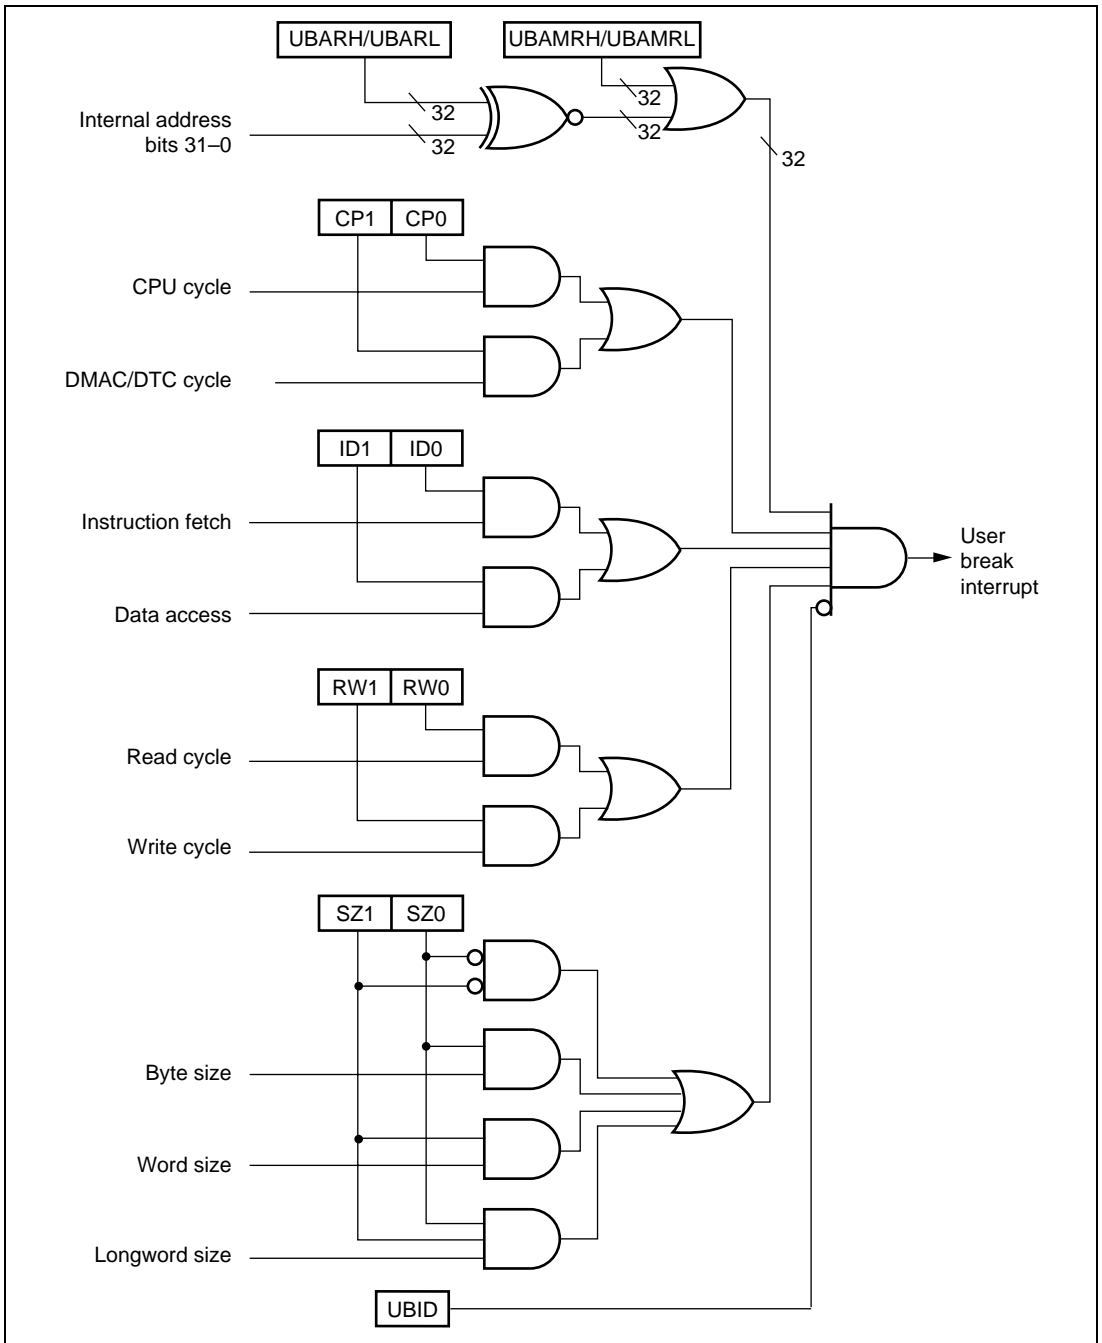 UBARH/UBARL
UBAMRH/UBAMRL
32
32
32
32
32
Internal address
bits 31–0
CP1
CP0
CPU cycle
DMAC/DTC cycle
ID1
ID0
Instruction fetch
Data access
User
break
interrupt
RW1
RW0
Read cycle
Write cycle
SZ1
SZ0
Byte size
Word size
Longword size
UBID